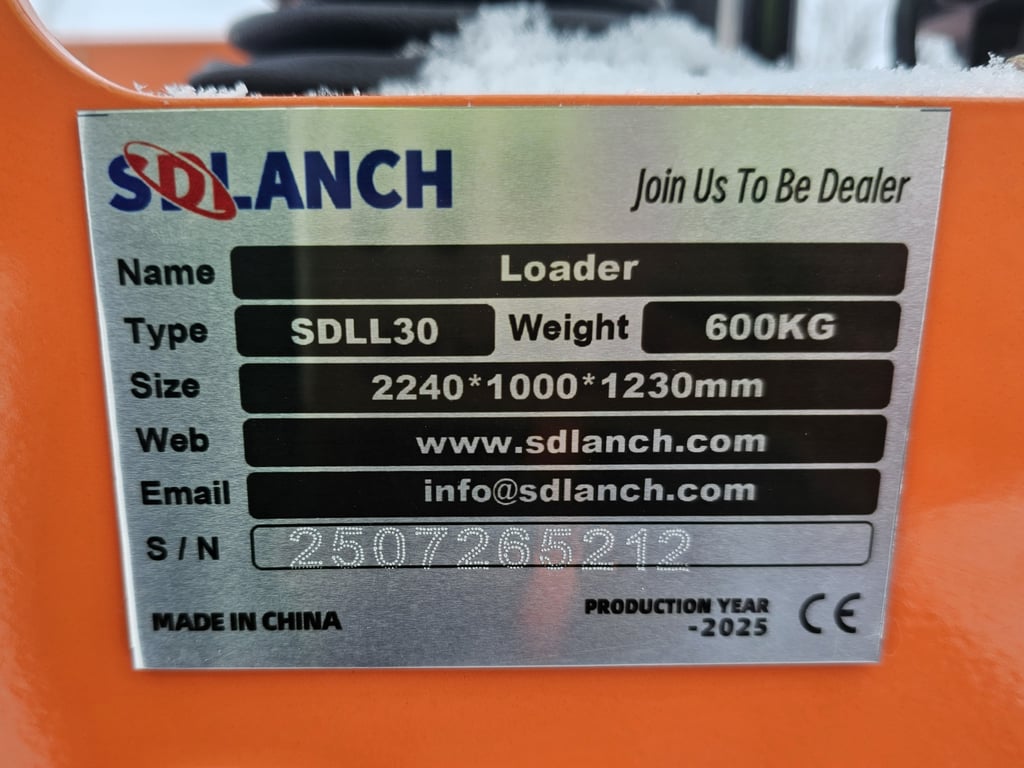 SDLANCH
Join Us To Be Dealer
Name Loader
Type SDLL30 Weight 600KG
Size 2240*1000*1230mm
Web www.sdlanch.com
Email info@sdlanch.com
S/N 2507265212
MADE IN CHINA
PRODUCTION YEAR
-2025
CE